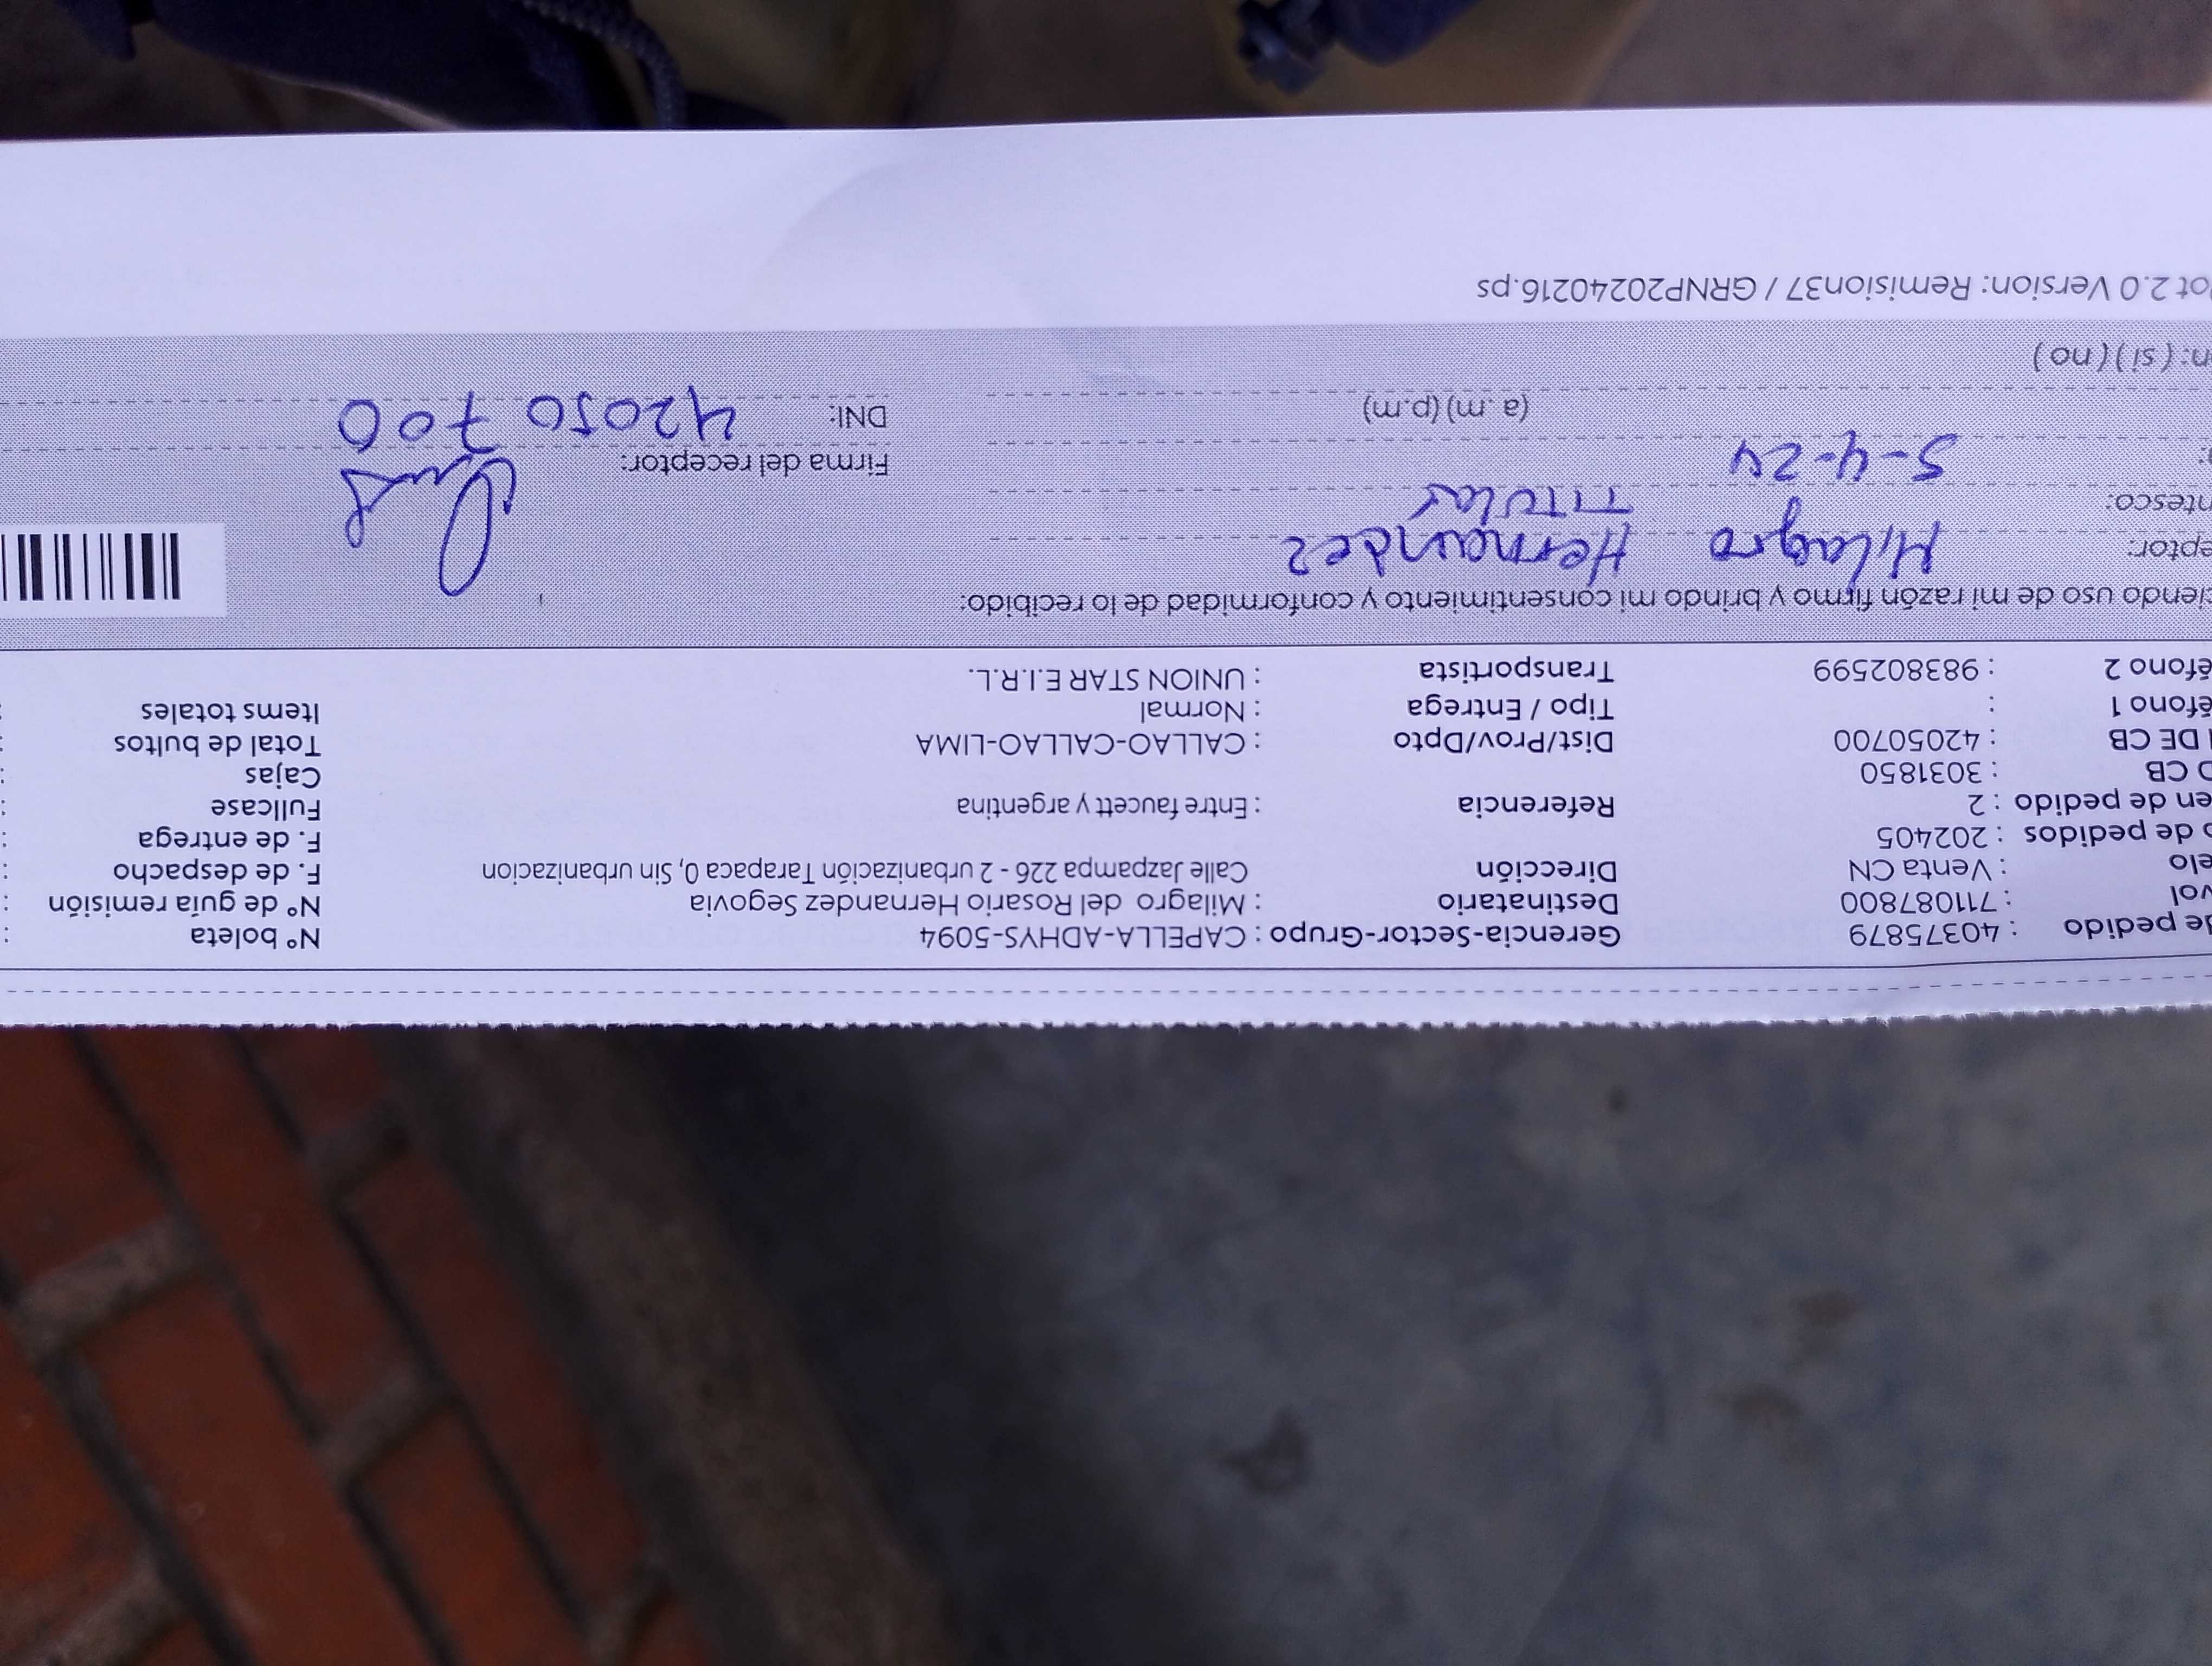 de pedido : 40375879 Gerencia-Sector-Grupo : CAPELLA-ADHYS-5094 Nº boleta
vol : 711087800 Destinatario : Milagro del Rosario Hernandez Segovia Nº de guía remisión :
elo : Venta CN Dirección Calle Jazpampa 226 - 2 urbanización Tarapaca 0, Sin urbanizacion F. de despacho :
o de pedidos : 202405 F. de entrega :
en de pedido : 2 Referencia : Entre faucett y argentina Fullcase :
O CB : 3031850 Cajas :
I DE CB : 42050700 Dist/Prov/Dpto : CALLAO-CALLAO-LIMA Total de bultos :
éfono 1 : Tipo / Entrega : Normal Items totales :
éfono 2 : 983802599 Transportista : UNION STAR E.I.R.L.
ciendo uso de mi razón firmo y brindo mi consentimiento y conformidad de lo recibido:
eptor: Milagro Hernandez
ntesco: Titular
5-4-24 Firma del receptor:
(a .m) (p.m) DNI: 42050700
n: ( si ) ( no )
ot 2.0 Version: Remision37 / GRNP20240216.ps